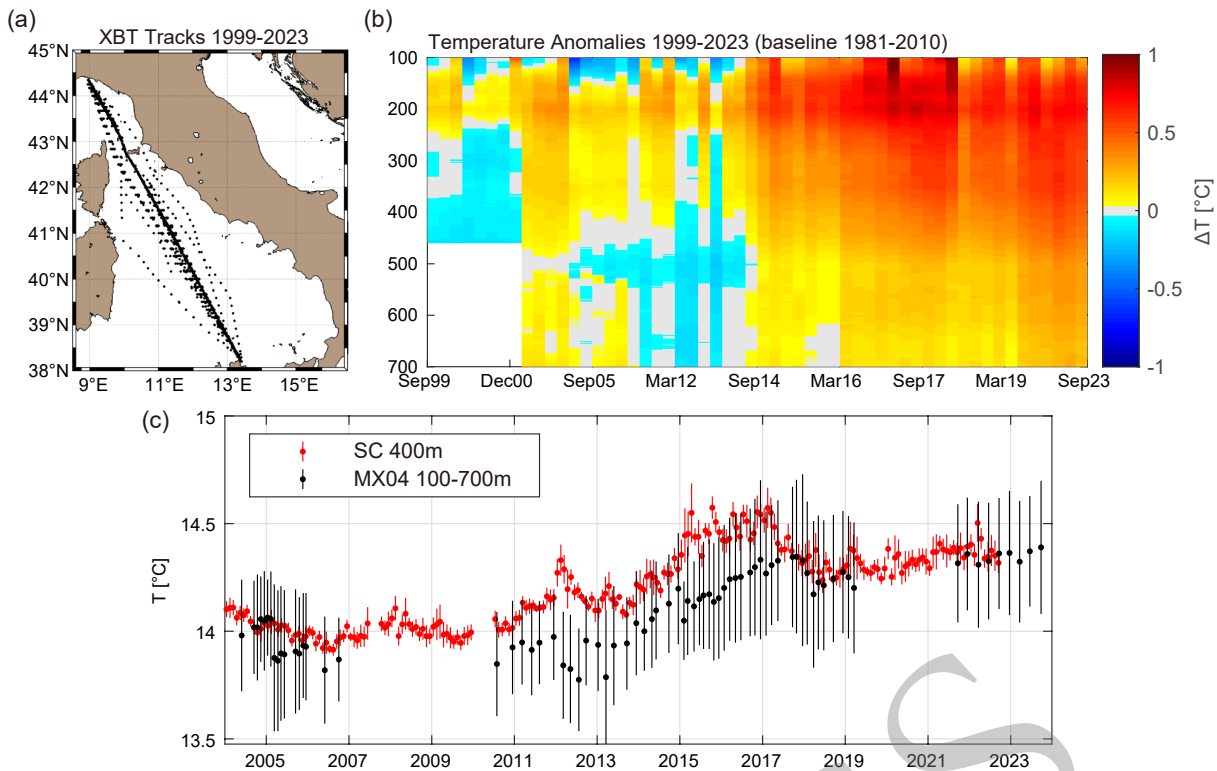 (a)
XBT Tracks 1999-2023
45°N
44°N
43°N
42°N
41°N
40°N
39°N
38°N
9°E 11°E 13°E 15°E
(b)
Temperature Anomalies 1999-2023 (baseline 1981-2010)
100
200
300
400
500
600
700
Sep99 Dec00 Sep05 Mar12 Sep14 Mar16 Sep17 Mar19 Sep23
1
0.5
0
-0.5
-1
ΔT [°C]
(c)
SC 400m
MX04 100-700m
T [°C]
15
14.5
14
13.5
2005 2007 2009 2011 2013 2015 2017 2019 2021 2023
S